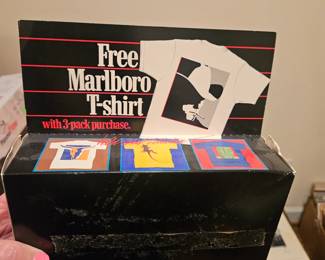 Free
Marlboro
T-shirt
with 3-pack purchase.